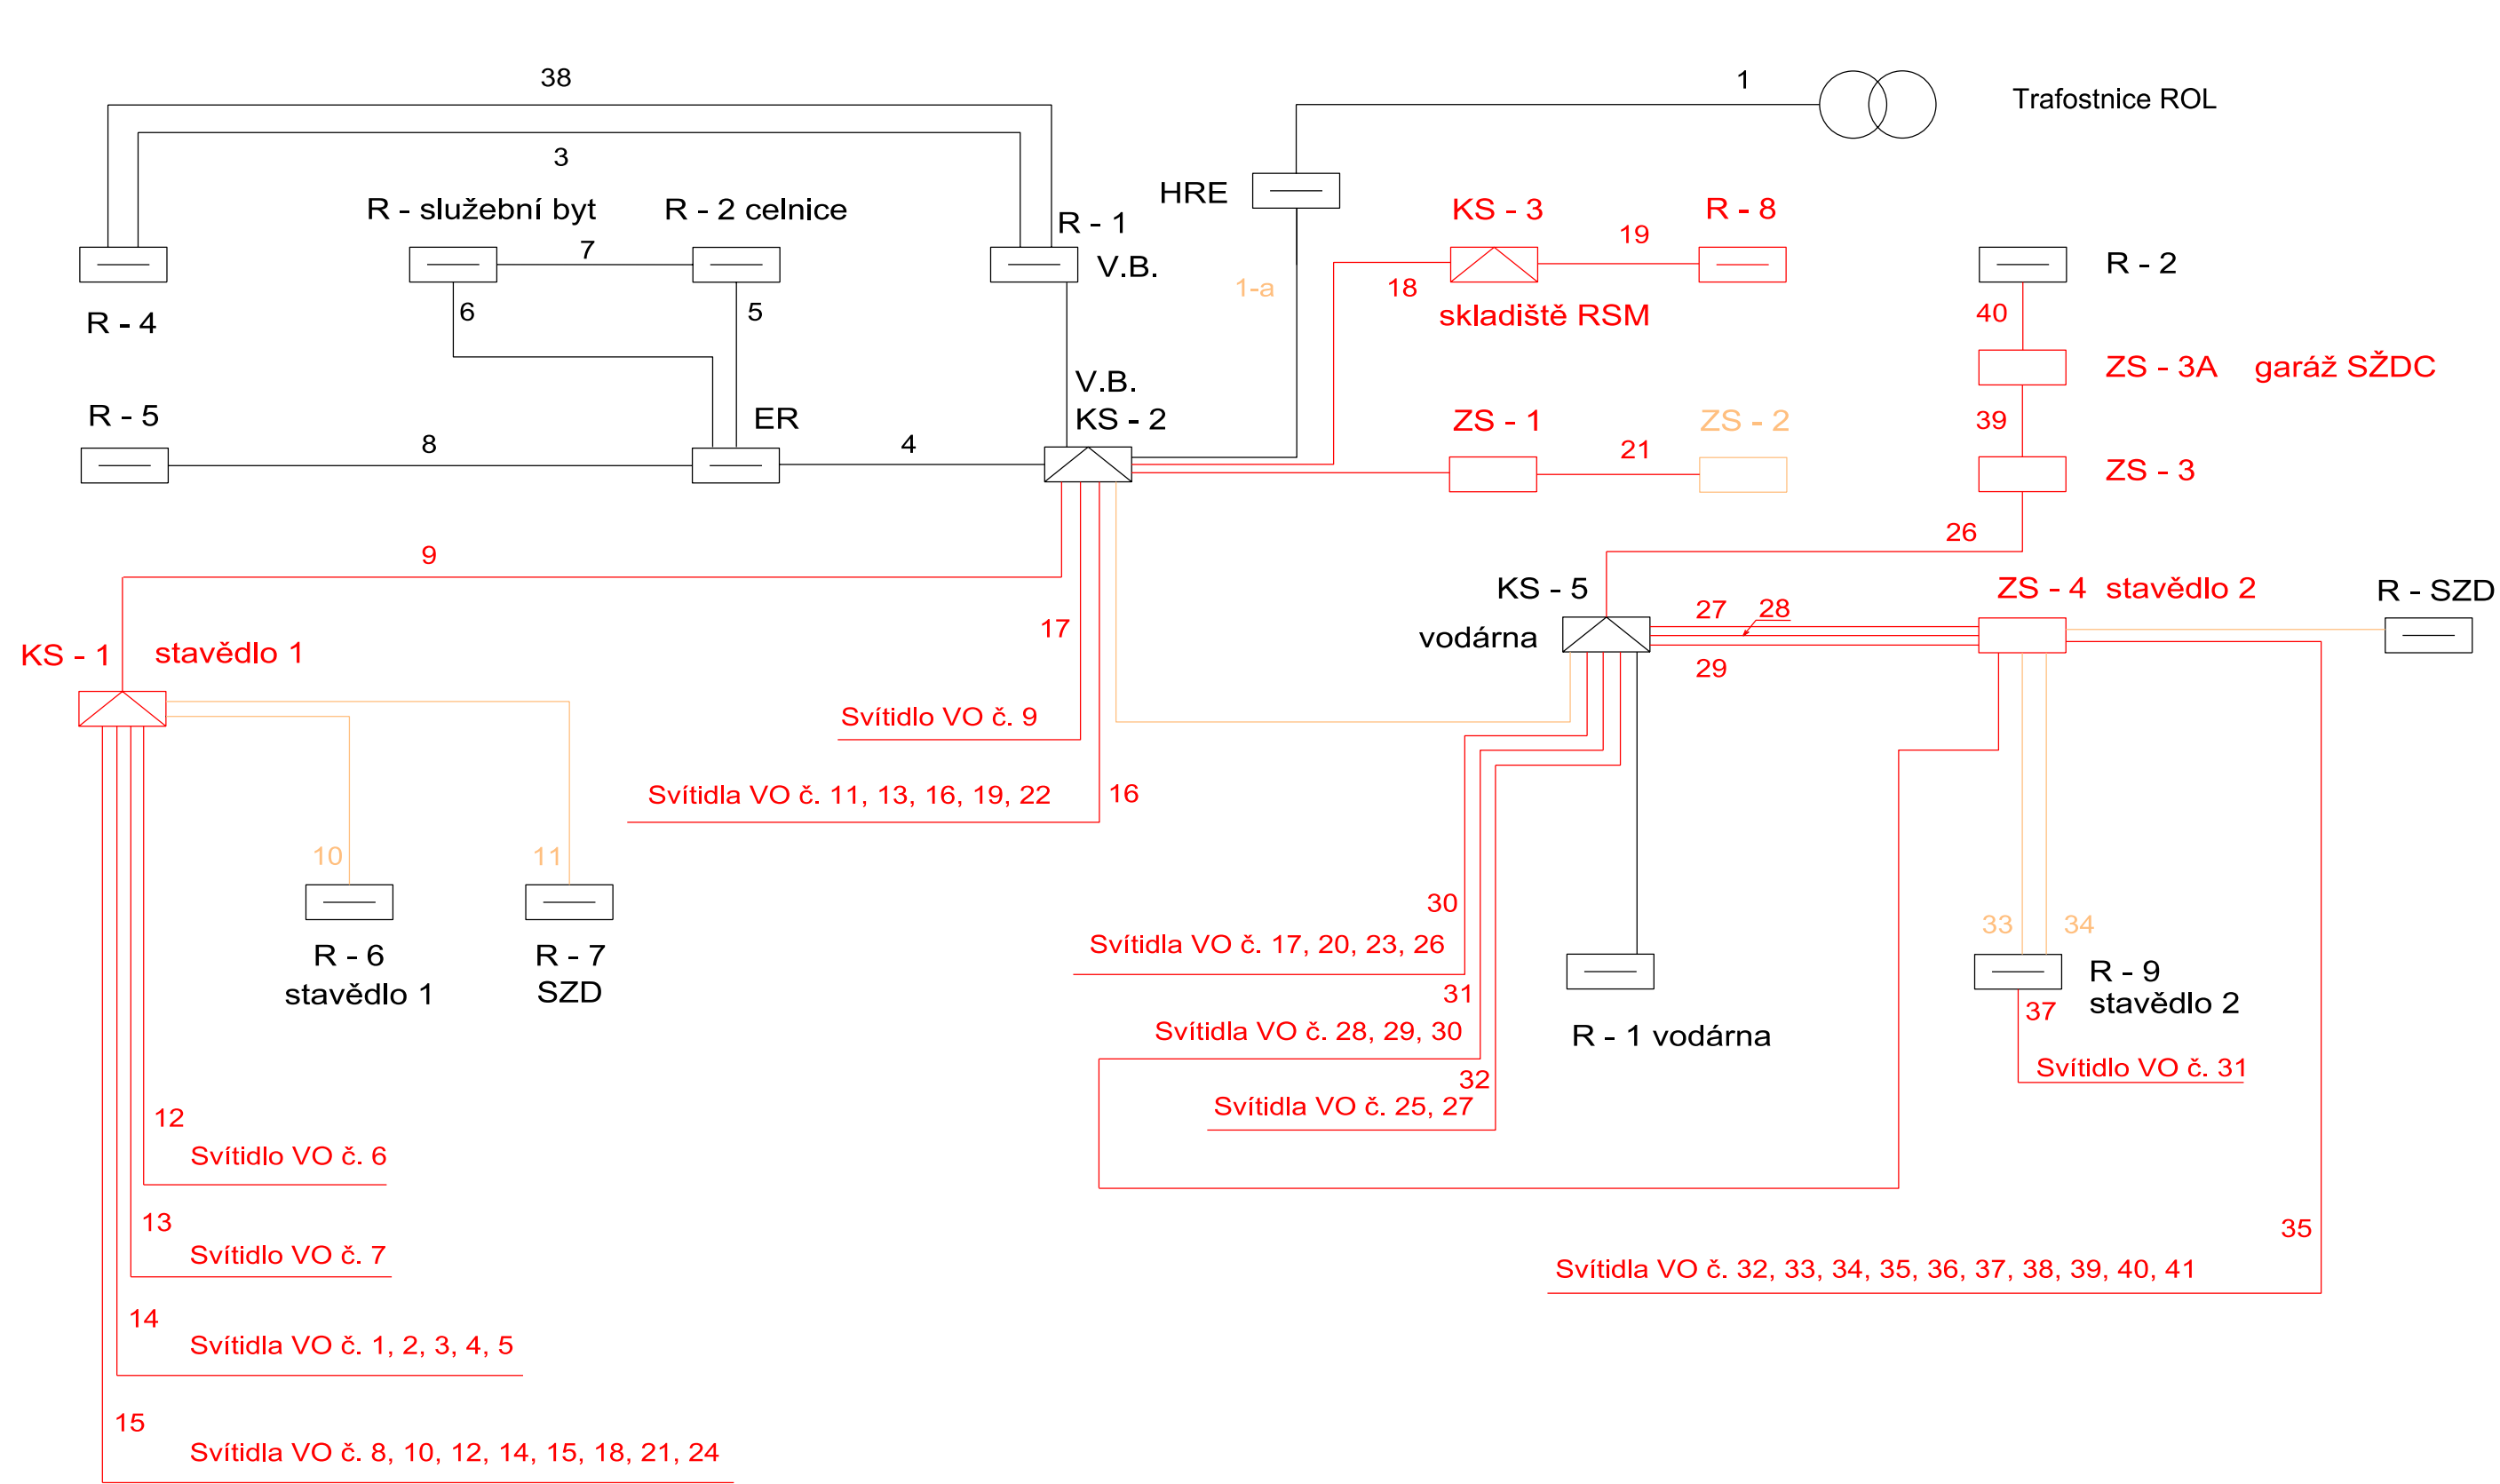 38
1
Trafostnice ROL
3
HRE
R - služební byt
R - 2 celnice
R - 1
V.B.
KS - 3
R - 8
19
7
R - 2
1-a
18
skladiště RSM
6
5
40
R - 4
V.B.
KS - 2
ZS - 3A
garáž SŽDC
R - 5
ER
8
4
ZS - 1
ZS - 2
21
39
ZS - 3
9
26
KS - 5
vodárna
27
28
29
ZS - 4 stavědlo 2
R - SZD
17
KS - 1
stavědlo 1
Svítidlo VO č. 9
Svítidla VO č. 11, 13, 16, 19, 22
16
10
11
30
33
34
Svítidla VO č. 17, 20, 23, 26
R - 6
stavědlo 1
R - 7
SZD
R - 9
stavědlo 2
31
37
Svítidla VO č. 28, 29, 30
R - 1 vodárna
Svítidlo VO č. 31
32
Svítidla VO č. 25, 27
12
Svítidlo VO č. 6
13
Svítidlo VO č. 7
35
Svítidla VO č. 32, 33, 34, 35, 36, 37, 38, 39, 40, 41
14
Svítidla VO č. 1, 2, 3, 4, 5
15
Svítidla VO č. 8, 10, 12, 14, 15, 18, 21, 24